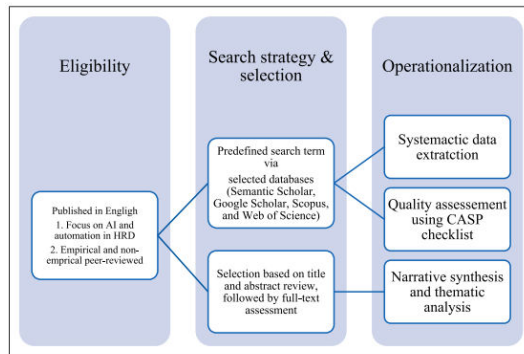 Eligibility
Published in Engligh
1. Focus on AI and
automation in HRD
2. Empirical and non-
emprical peer-reviewed
Search strategy &
selection
Predefined search term
via
selected databases
(Semantic Scholar,
Google Scholar, Scopus,
and Web of Science)
Selection based on title
and abstract review,
followed by full-text
assessment
Operationalization
Systemactic data
extratction
Quality assessement
using CASP
checklist
Narrative synthesis
and thematic
analysis